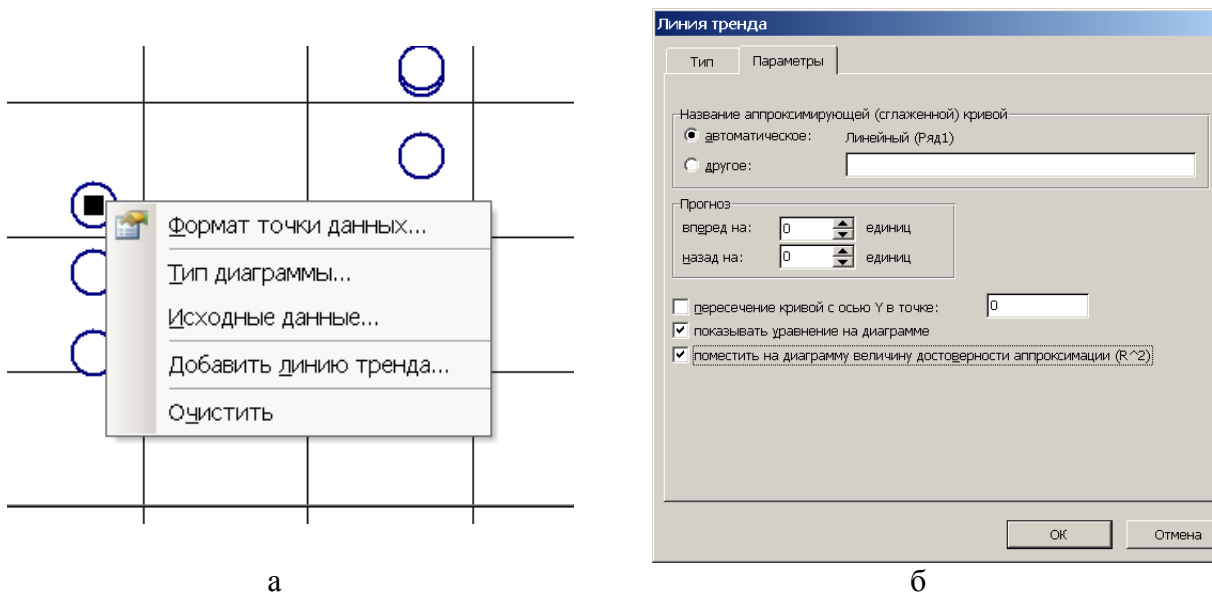 Формат точки данных...
Тип диаграммы...
Исходные данные...
Добавить линию тренда...
Очистить
а
Линия тренда
Тип Параметры
Название аппроксимирующей (сглаженной) кривой
автоматическое: Линейный (Ряд1)
другое:
Прогноз
вперед на: 0 единиц
назад на: 0 единиц
пересечение кривой с осью Y в точке: 0
показывать уравнение на диаграмме
поместить на диаграмму величину достоверности аппроксимации (R^2)
ОК Отмена
б